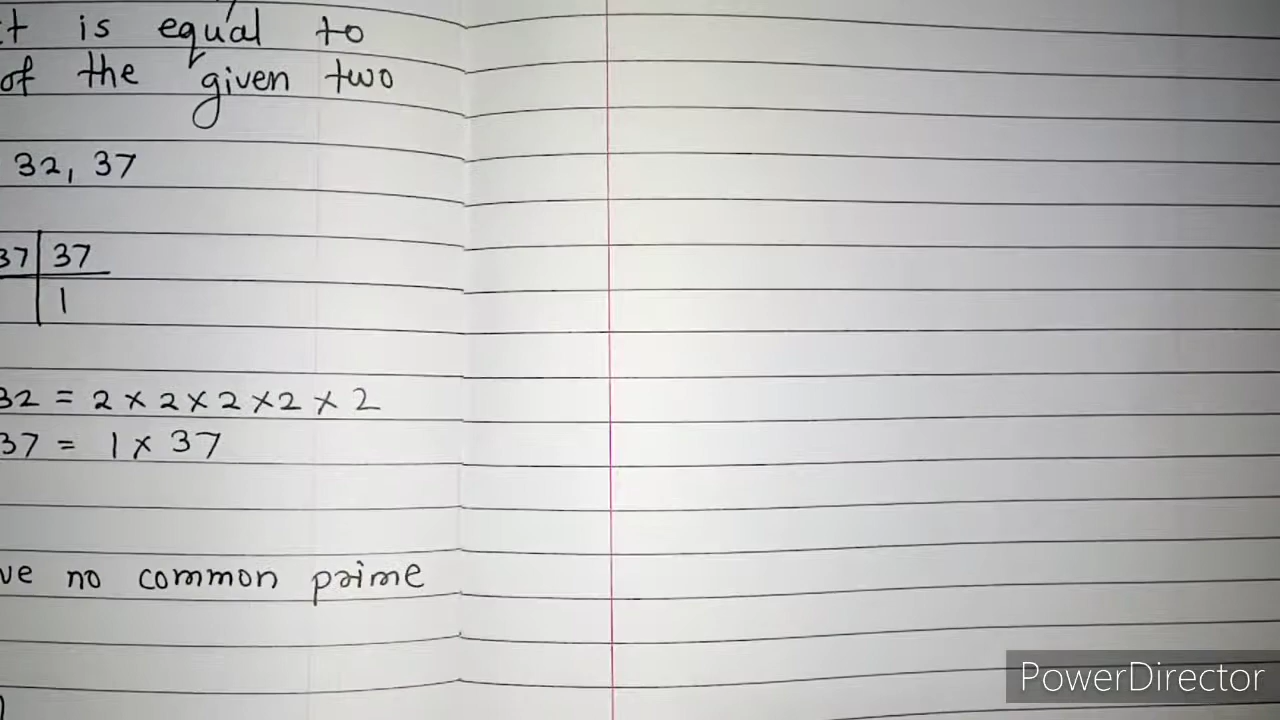 is equal to
of the given two
32, 37
37 | 37
1
32 = 2 × 2 × 2 × 2 × 2
37 = 1 × 37
no common prime
PowerDirector